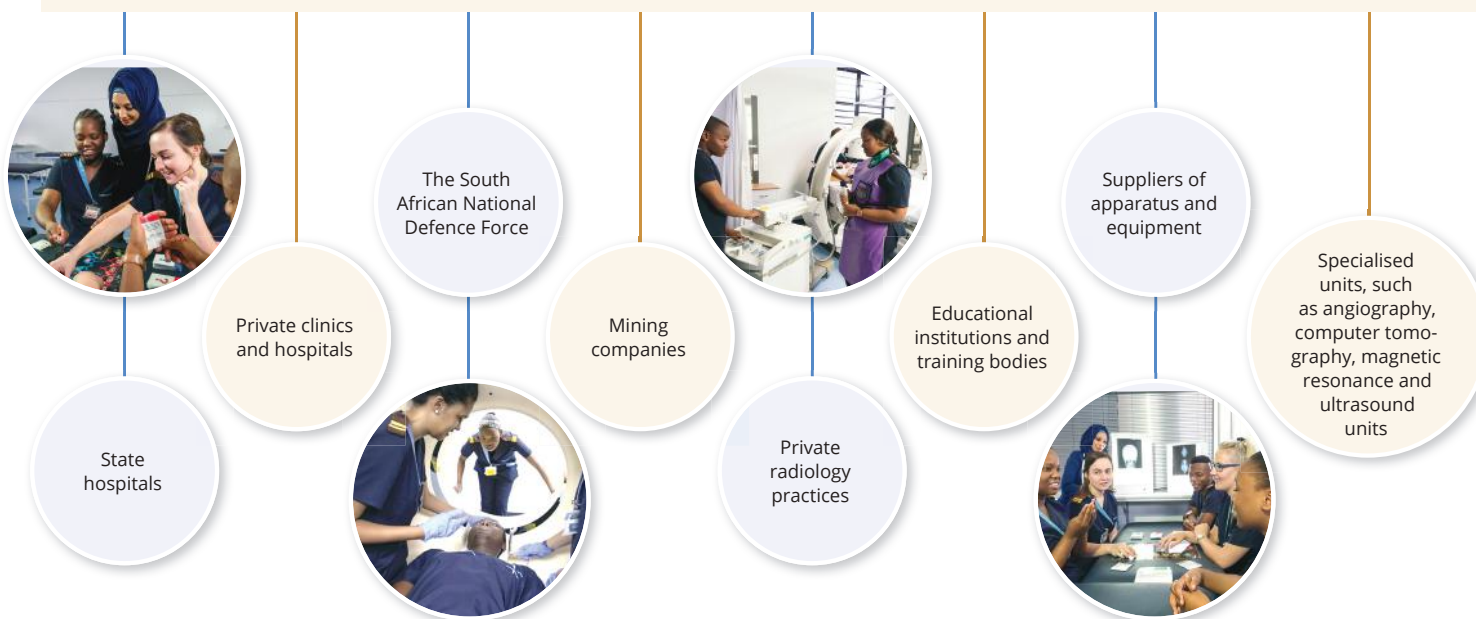 State
hospitals
Private clinics
and hospitals
The South
African National
Defence Force
Mining
companies
Private
radiology
practices
Educational
institutions and
training bodies
Suppliers of
apparatus and
equipment
Specialised
units, such
as angiography,
computer tomo-
graphy, magnetic
resonance and
ultrasound
units